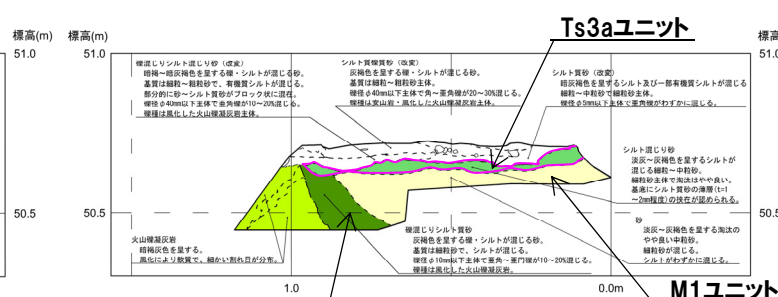 Ts3aユニット
標高(m)
標高(m)
標高
51.0
51.0
51.0
礫混じりシルト混じり砂（改変）
暗褐～暗灰褐色を呈する礫・シルトが混じる砂。
基質は細粒～粗粒砂で、有機質シルトが混じる。
部分的に砂～シルト質砂がブロック状に混在。
礫径φ40mm以下主体で亜角礫が10～20%混じる。
礫種は風化した火山礫凝灰岩主体。
シルト質礫質砂（改変）
灰褐色を呈する礫・シルトが混じる砂。
基質は細粒～粗粒砂主体。
礫径φ40mm以下主体で角～亜角礫が20～30%混じる。
礫種は安山岩・風化した火山礫凝灰岩主体。
シルト質砂（改変）
暗灰褐色を呈するシルト及び一部有機質シルトが混じる
細粒～中粒砂で細粒砂主体。
礫径φ5mm以下主体で亜角礫がわずかに混じる。
シルト混じり砂
淡灰～灰褐色を呈するシルトが
混じる細粒～中粒砂。
細粒砂主体で淘汰はやや良い。
基底にシルト質砂の薄層(t=1
～2mm程度)の挟在が認められる。
50.5
50.5
50.5
火山礫凝灰岩
暗褐灰色を呈する。
風化により軟質で、細かい割れ目が分布。
礫混じりシルト質砂
灰褐色を呈する礫・シルトが混じる砂。
基質は細粒砂で、シルトが混じる。
礫径φ10mm以下主体で亜角～亜円礫が10～20%混じる。
礫種は風化した火山礫凝灰岩。
砂
淡灰～灰褐色を呈する淘汰の
やや良い中粒砂。
細粒砂が混じる。
シルトがわずかに混じる。
1.0
0.0m
M1ユニット